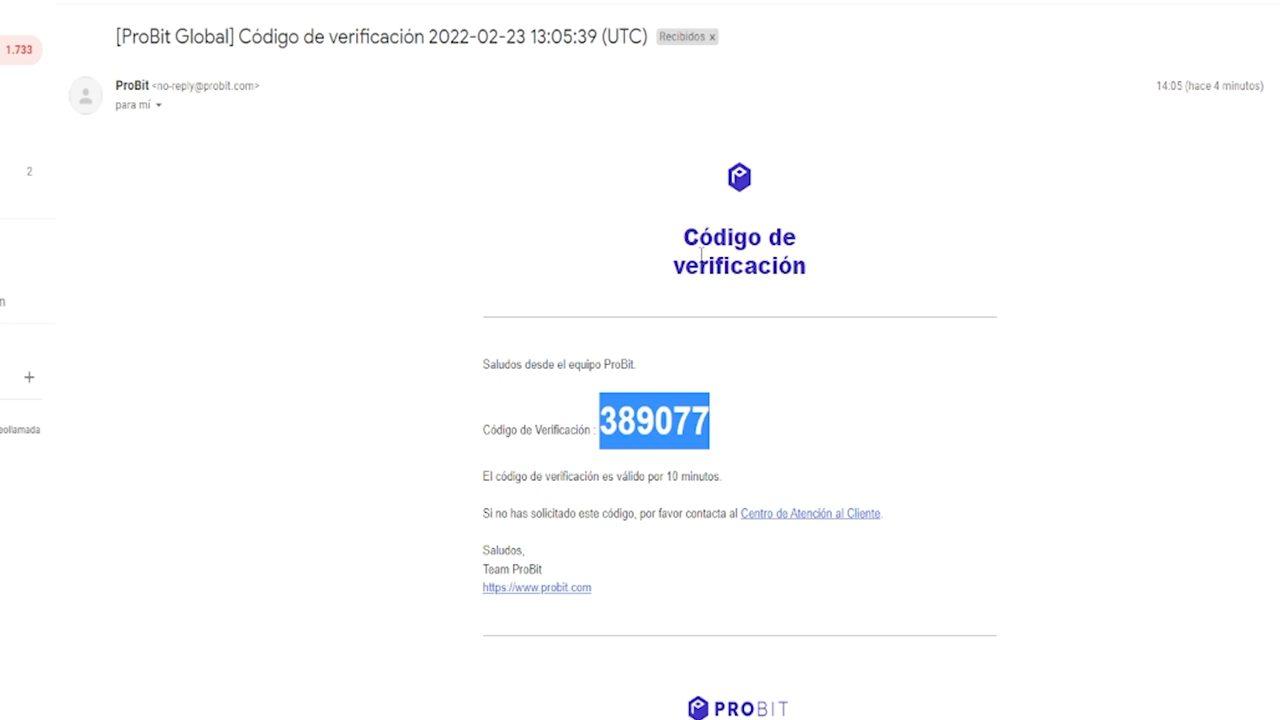 [ProBit Global] Código de verificación 2022-02-23 13:05:39 (UTC) Recibidos x
1.733
ProBit <no-reply@probit.com> 14:05 (hace 4 minutos)
para mí
2
Código de
verificación
n
Saludos desde el equipo ProBit.
+
Código de Verificación : 389077
eollamada
El código de verificación es válido por 10 minutos.
Si no has solicitado este código, por favor contacta al Centro de Atención al Cliente.
Saludos,
Team ProBit
https://www.probit.com
PROBIT